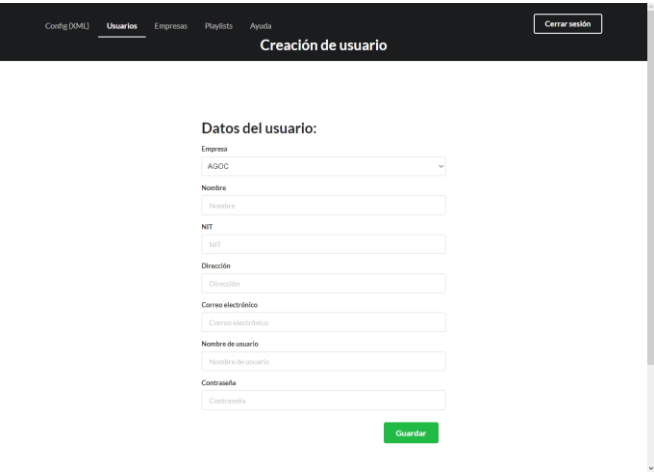 Config (XML) Usuarios Empresas Playlists Ayuda Cerrar sesión
Creación de usuario
Datos del usuario:
Empresa
AGOC
Nombre
Nombre
NIT
NIT
Dirección
Dirección
Correo electrónico
Correo electrónico
Nombre de usuario
Nombre de usuario
Contraseña
Contraseña
Guardar